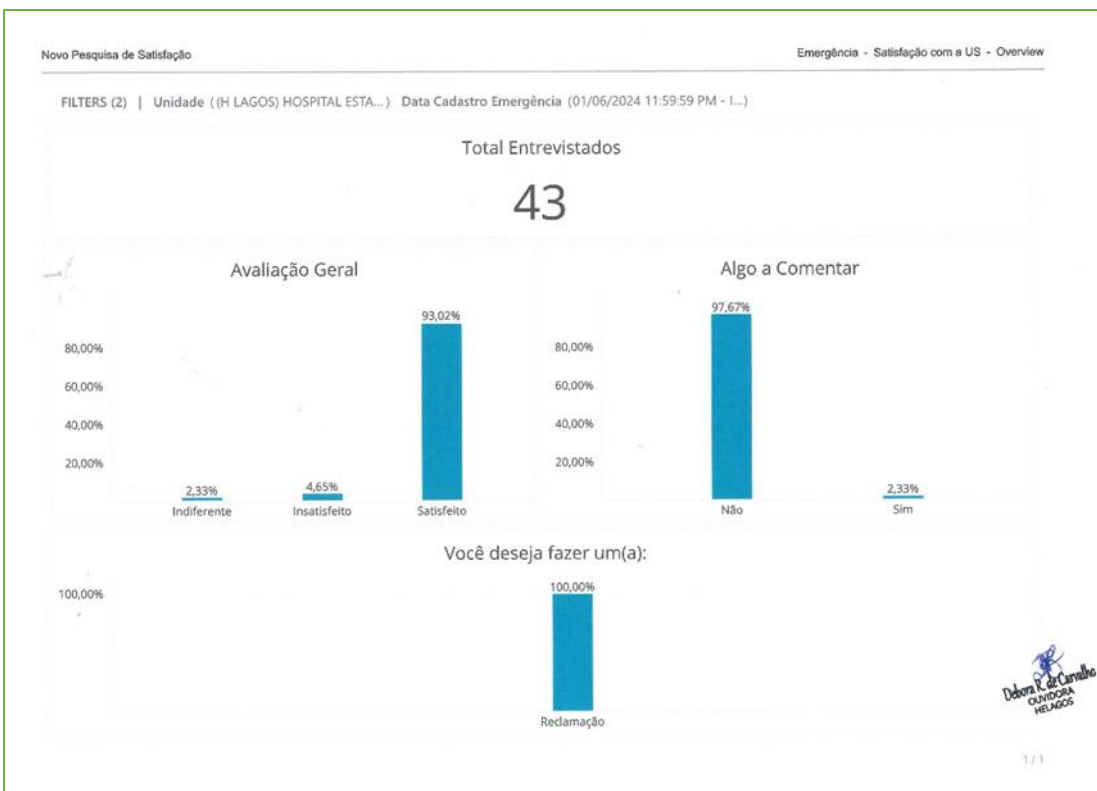 Novo Pesquisa de Satisfação
Emergência - Satisfação com a US - Overview
FILTERS (2) | Unidade ((H LAGOS) HOSPITAL ESTA...) Data Cadastro Emergência (01/06/2024 11:59:59 PM - I...)
Total Entrevistados
43
Avaliação Geral
93,02%
80,00%
60,00%
40,00%
20,00%
2,33%
4,65%
Indiferente
Insatisfeito
Satisfeito
Algo a Comentar
97,67%
80,00%
60,00%
40,00%
20,00%
2,33%
Não
Sim
Você deseja fazer um(a):
100,00%
100,00%
Reclamação
Debora R. de Carvalho
OUVIDORA
HELAGOS
1 / 1